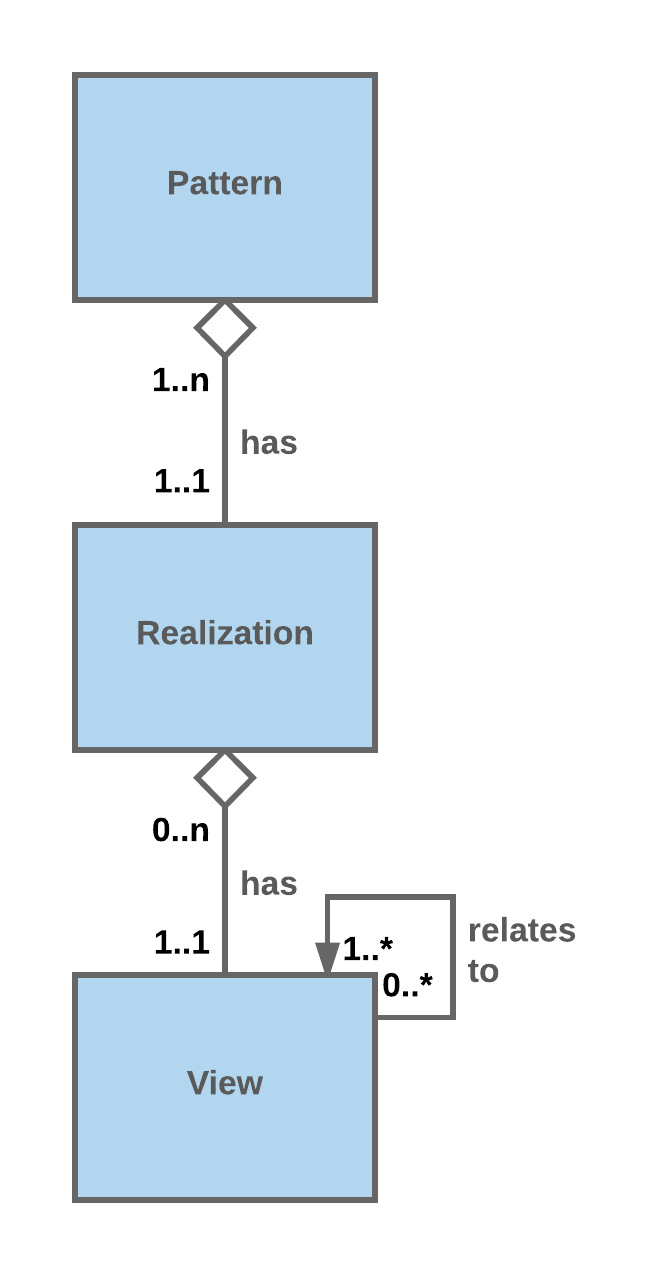 Pattern
1..n
has
1..1
Realization
0..n
has
1..1
relates
to
1..*
0..*
View